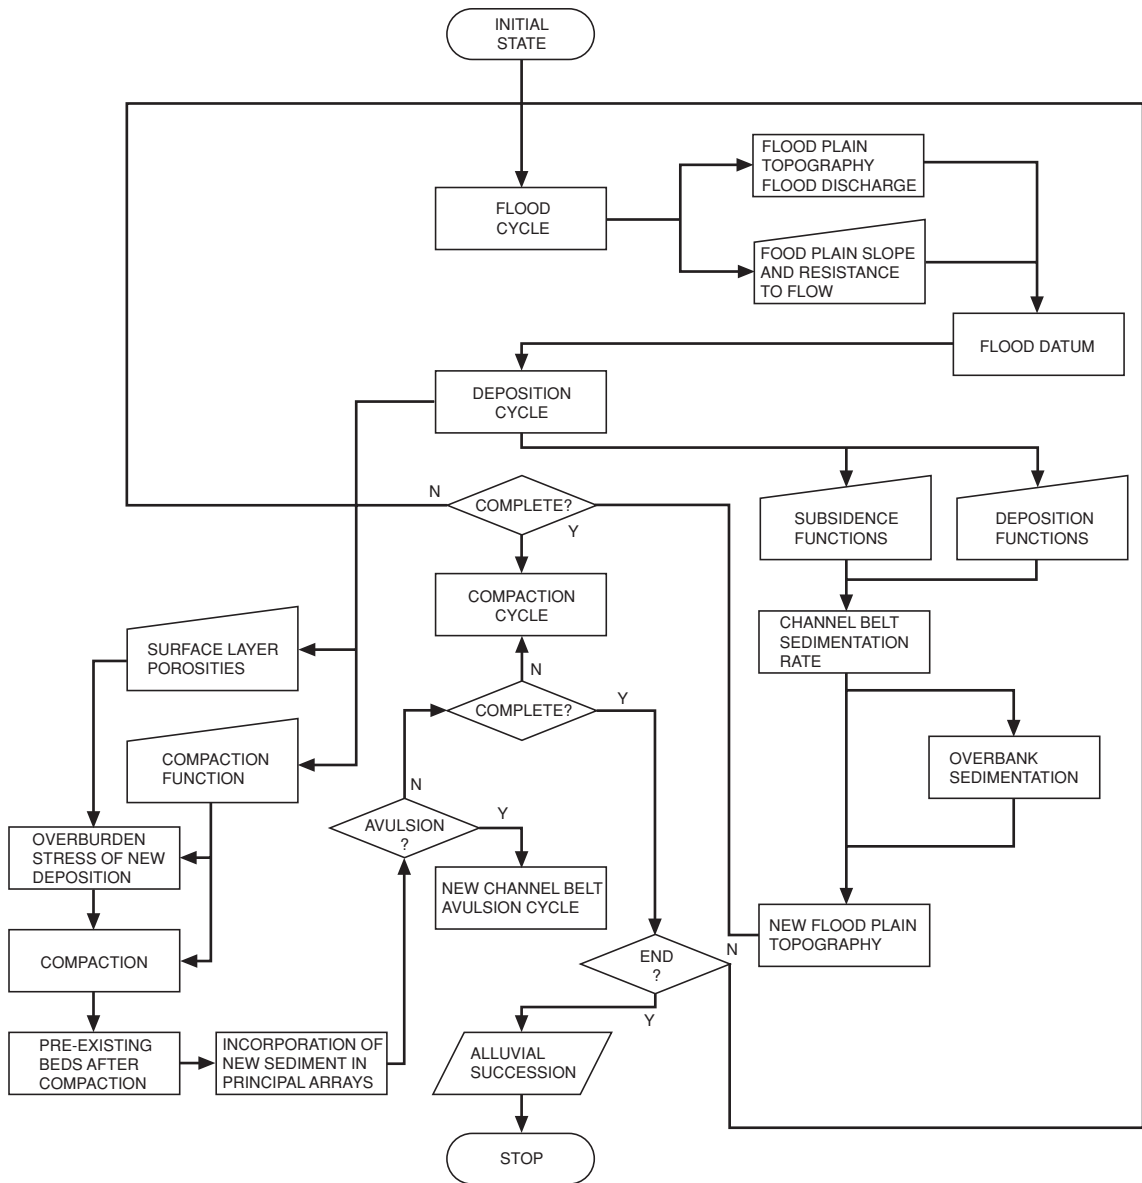 INITIAL
STATE
FLOOD PLAIN
TOPOGRAPHY
FLOOD DISCHARGE
FLOOD
CYCLE
FOOD PLAIN SLOPE
AND RESISTANCE
TO FLOW
FLOOD DATUM
DEPOSITION
CYCLE
N
COMPLETE?
Y
SUBSIDENCE
FUNCTIONS
DEPOSITION
FUNCTIONS
COMPACTION
CYCLE
CHANNEL BELT
SEDIMENTATION
RATE
SURFACE LAYER
POROSITIES
N
COMPLETE?
Y
COMPACTION
FUNCTION
OVERBANK
SEDIMENTATION
N
AVULSION
?
Y
OVERBURDEN
STRESS OF NEW
DEPOSITION
NEW CHANNEL BELT
AVULSION CYCLE
NEW FLOOD PLAIN
TOPOGRAPHY
COMPACTION
END
?
N
Y
PRE-EXISTING
BEDS AFTER
COMPACTION
INCORPORATION OF
NEW SEDIMENT IN
PRINCIPAL ARRAYS
ALLUVIAL
SUCCESSION
STOP